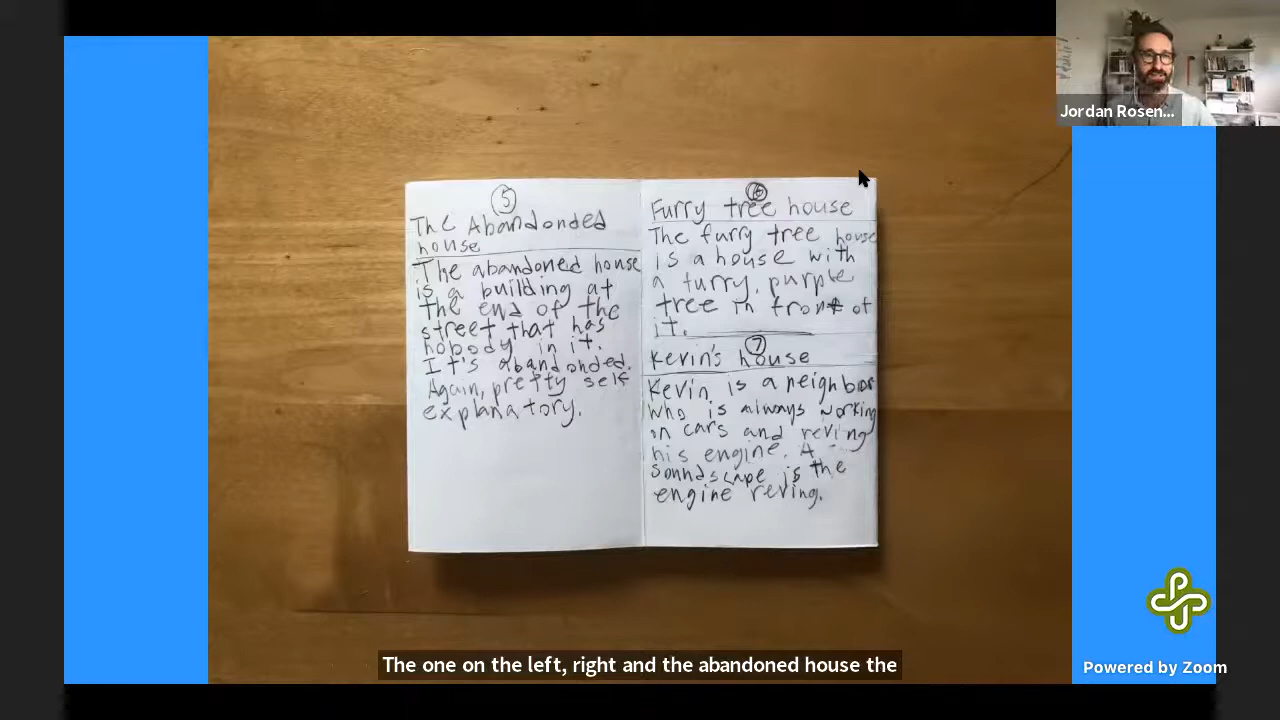 Jordan Rosen...
5
The Abandonded
house
The abandoned house
is a building at
the end of the
street that has
nobody in it.
It's abandonded.
Again, pretty self
explanatory.
6
Furry tree house
The furry tree house
is a house with
a furry, purple
tree in front of
it.
7
Kevin's house
Kevin is a neighbor
who is always working
on cars and reving
his engine. A
soundscape is the
engine reving.
The one on the left, right and the abandoned house the
Powered by Zoom